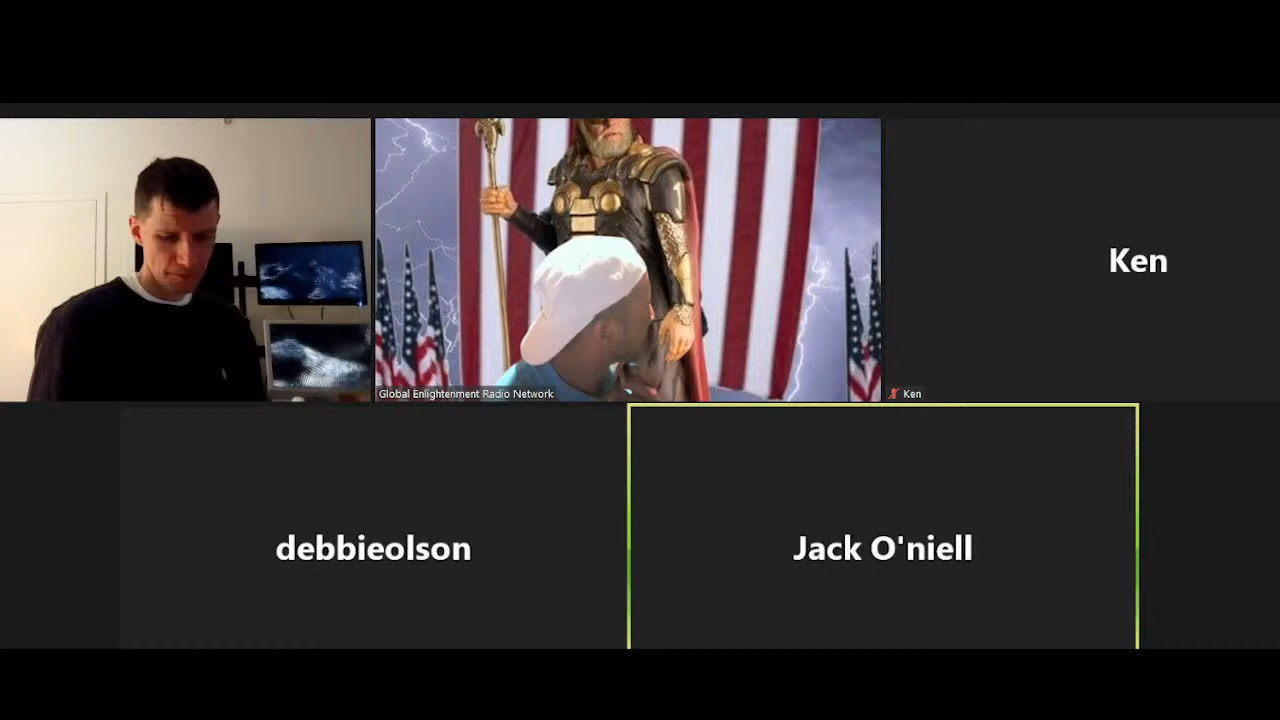 Ken
Global Enlightenment Radio Network
Ken
debbieolson
Jack O'niell